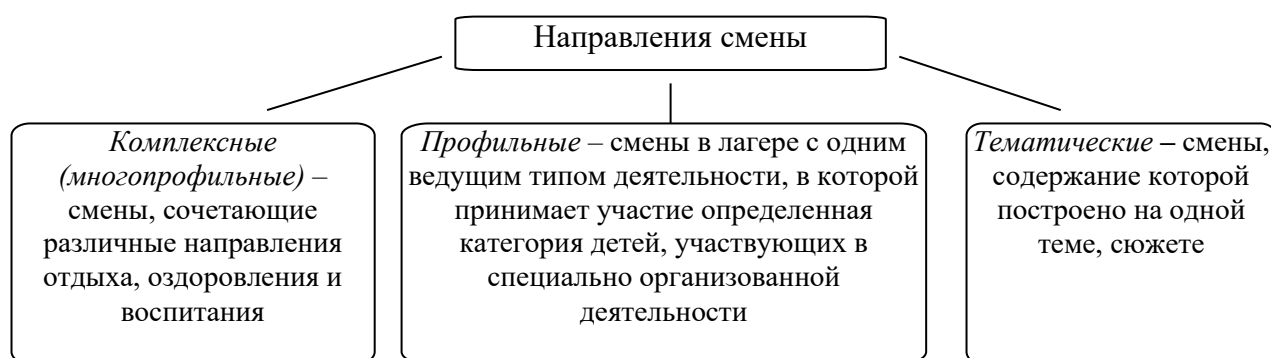 Направления смены
Комплексные
(многопрофильные) –
смены, сочетающие
различные направления
отдыха, оздоровления и
воспитания
Профильные – смены в лагере с одним
ведущим типом деятельности, в которой
принимает участие определенная
категория детей, участвующих в
специально организованной
деятельности
Тематические – смены,
содержание которой
построено на одной
теме, сюжете